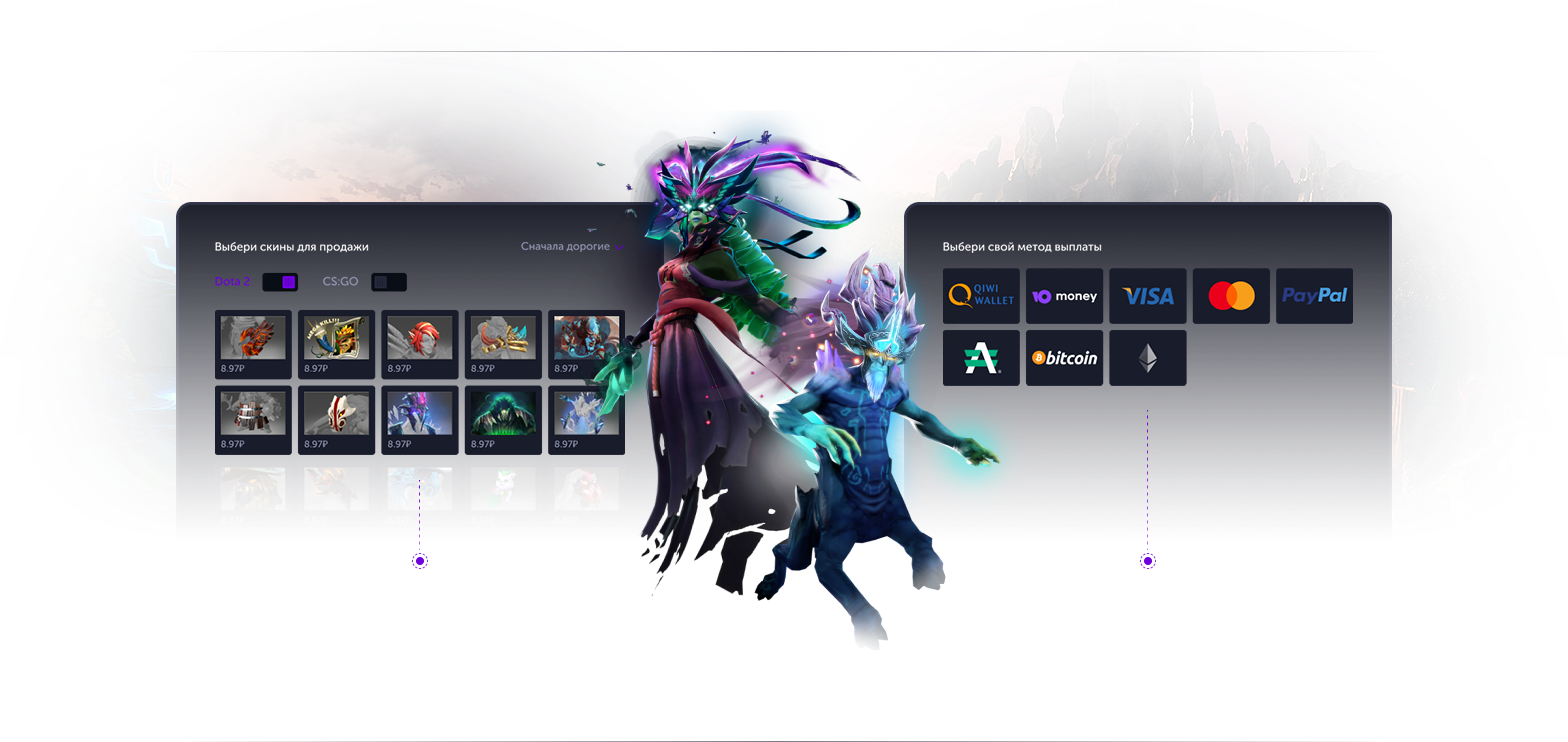 Выбери скины для продажи
Сначала дорогие
Dota 2
CS:GO
MEGA KILL!!!
8.97₽
8.97₽
8.97₽
8.97₽
8.97₽
8.97₽
8.97₽
8.97₽
8.97₽
8.97₽
Выбери свой метод выплаты
QIWI
WALLET
money
VISA
PayPal
bitcoin